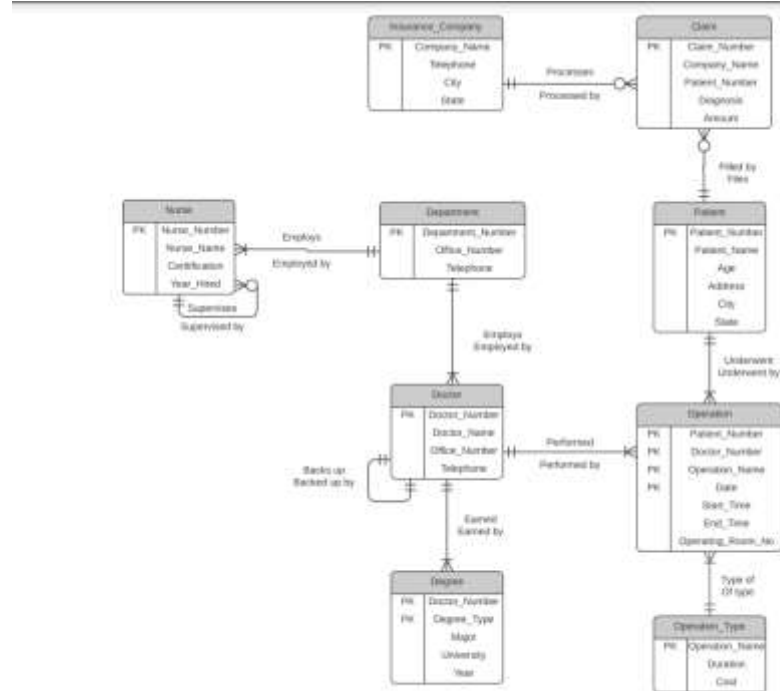 Insurance_Company
PK Company_Name
Telephone
City
State
Processes
Processed by
Claim
PK Claim_Number
Company_Name
Patient_Number
Diagnosis
Amount
Filled by
Files
Nurse
PK Nurse_Number
Nurse_Name
Certification
Year_Hired
Supervises
Supervised by
Employs
Employed by
Department
PK Department_Number
Office_Number
Telephone
Patient
PK Patient_Number
Patient_Name
Age
Address
City
State
Employs
Employed by
Underwent
Underwent by
Doctor
PK Doctor_Number
Doctor_Name
Office_Number
Telephone
Backs up
Backed up by
Performed
Performed by
Operation
PK Patient_Number
PK Doctor_Number
PK Operation_Name
PK Date
Start_Time
End_Time
Operating_Room_No
Earned
Earned by
Degree
PK Doctor_Number
PK Degree_Type
Major
University
Year
Type of
Of type
Operation_Type
PK Operation_Name
Duration
Cost